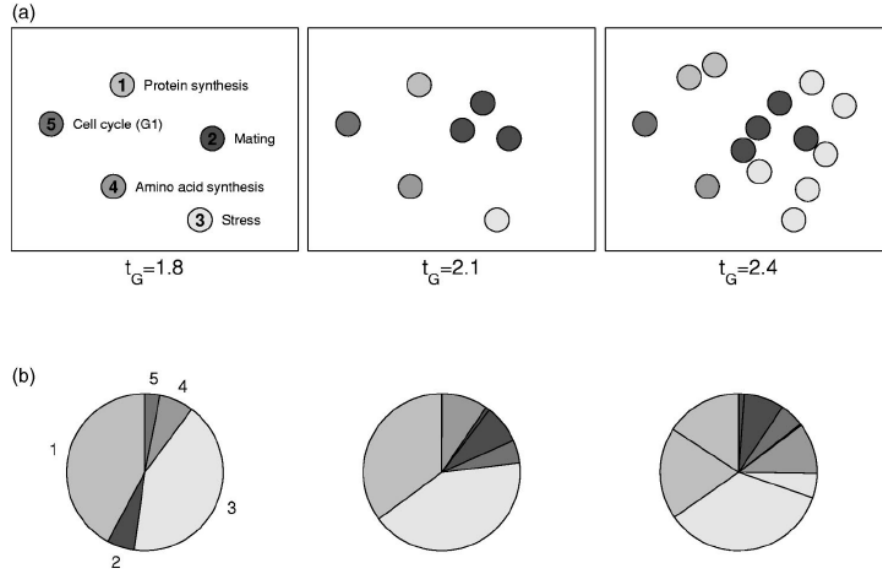 (a)
1 Protein synthesis
5 Cell cycle (G1)
2 Mating
4 Amino acid synthesis
3 Stress
t_G=1.8 t_G=2.1 t_G=2.4
(b)
5
4
1
3
2